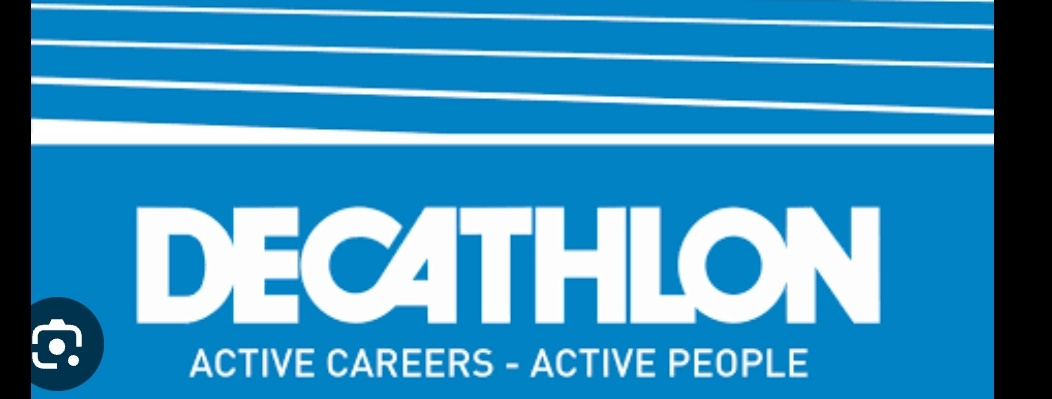 DECATHLON
ACTIVE CAREERS - ACTIVE PEOPLE